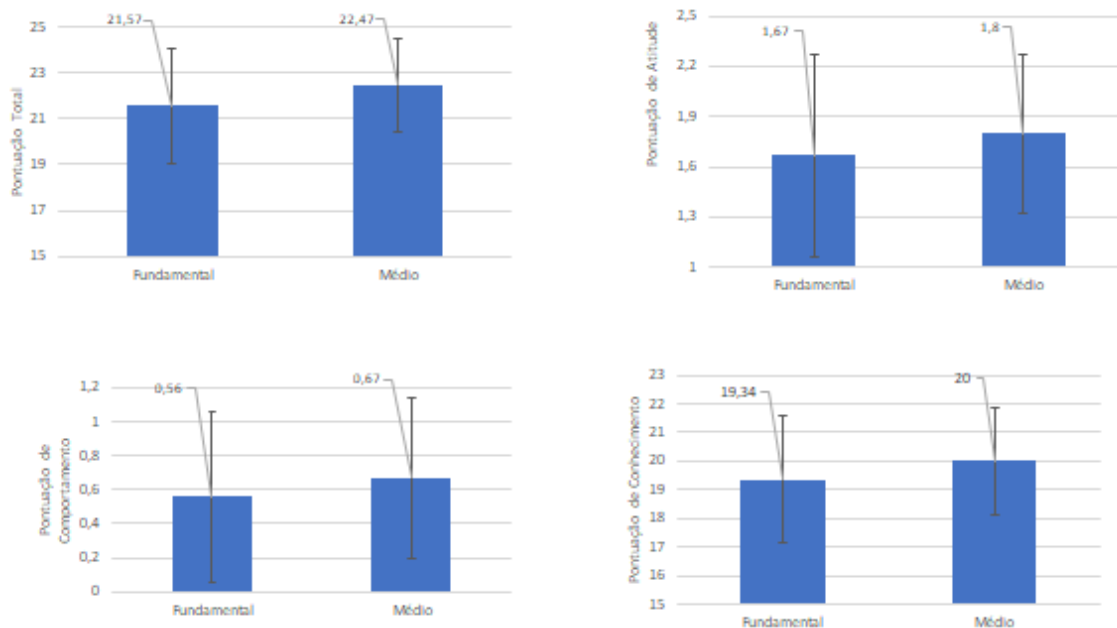 21,57
22,47
25
23
21
19
17
15
Pontuação Total
Fundamental
Médio
1,67
1,8
2,5
2,2
1,9
1,6
1,3
1
Pontuação de Atitude
Fundamental
Médio
0,56
0,67
1,2
1
0,8
0,6
0,4
0,2
0
Pontuação de
Comportamento
Fundamental
Médio
19,34
20
23
22
21
20
19
18
17
16
15
Pontuação de Conhecimento
Fundamental
Médio